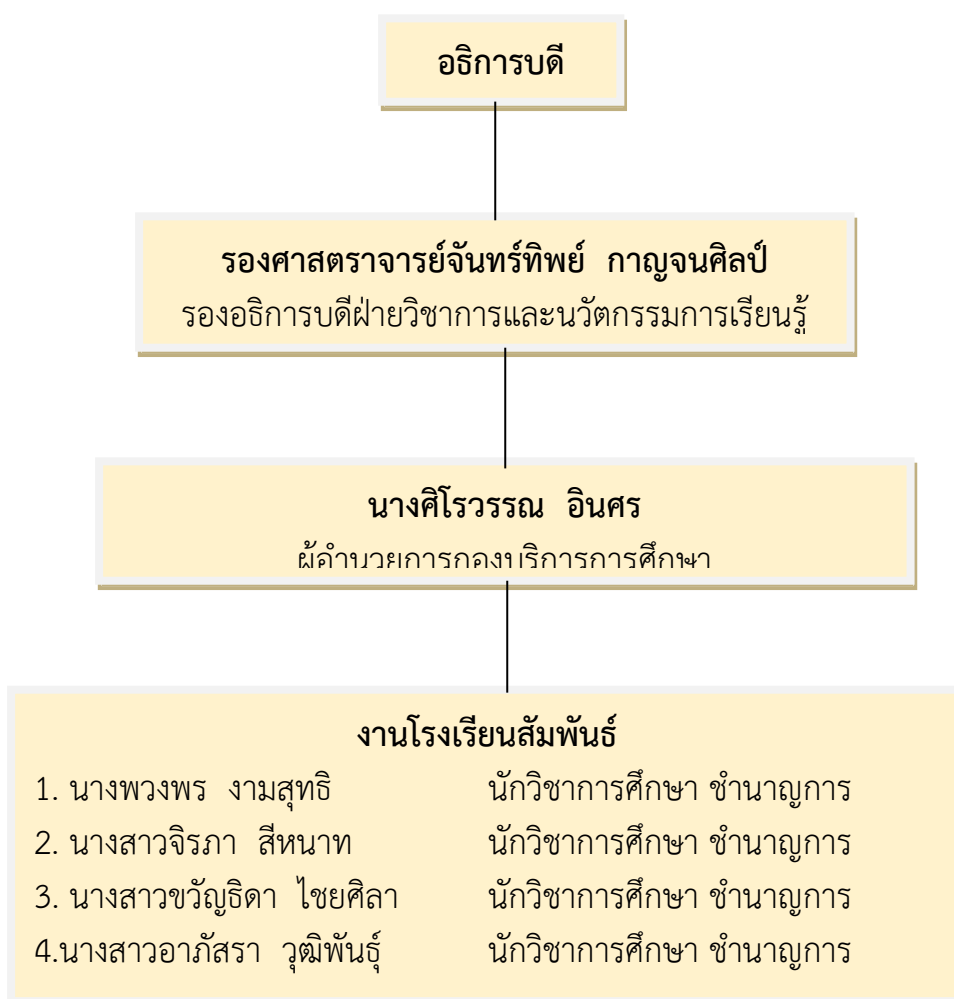 อธิการบดี
รองศาสตราจารย์จันทร์ทิพย์ กาญจนศิลป์
รองอธิการบดีฝ่ายวิชาการและนวัตกรรมการเรียนรู้
นางศิโรวรรณ อินศร
ผู้อำนวยการกองบริการการศึกษา
งานโรงเรียนสัมพันธ์
1. นางพวงพร งามสุทธิ นักวิชาการศึกษา ชำนาญการ
2. นางสาวจิรภา สีหนาท นักวิชาการศึกษา ชำนาญการ
3. นางสาวขวัญธิดา ไชยศิลา นักวิชาการศึกษา ชำนาญการ
4.นางสาวอาภัสรา วุฒิพันธุ์ นักวิชาการศึกษา ชำนาญการ